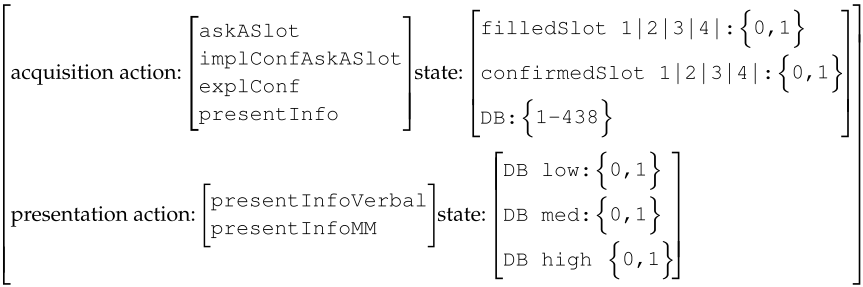 acquisition action: [askASlot
implConfAskASlot
explConf
presentInfo] state: [filledSlot 1|2|3|4|:{0,1}
confirmedSlot 1|2|3|4|:{0,1}
DB:{1-438}]
presentation action: [presentInfoVerbal
presentInfoMM] state: [DB low:{0,1}
DB med:{0,1}
DB high {0,1}]